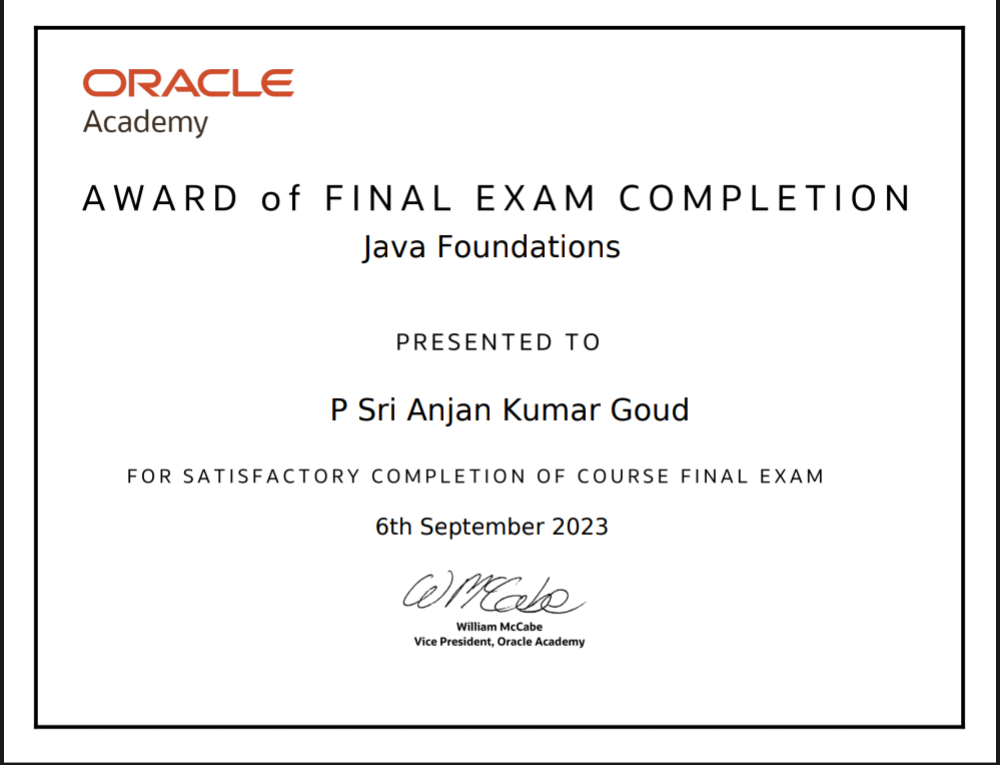 ORACLE
Academy
AWARD of FINAL EXAM COMPLETION
Java Foundations
PRESENTED TO
P Sri Anjan Kumar Goud
FOR SATISFACTORY COMPLETION OF COURSE FINAL EXAM
6th September 2023
W McCabe
William McCabe
Vice President, Oracle Academy